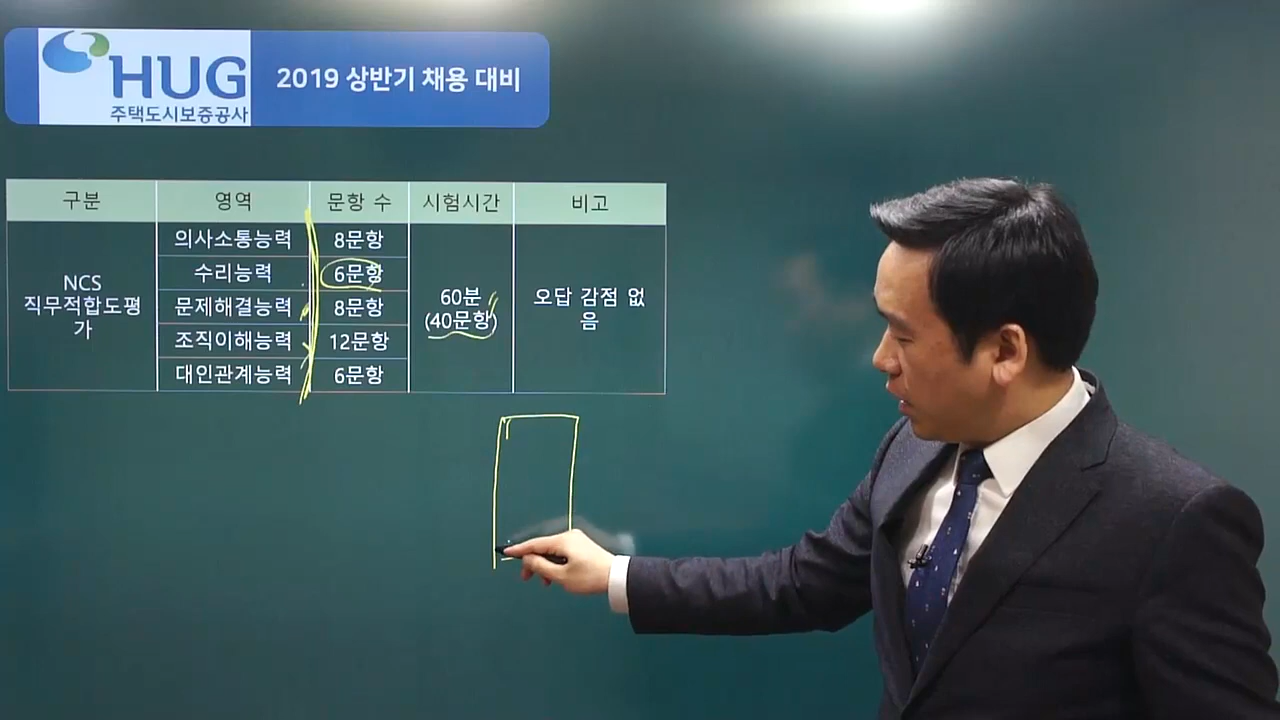 HUG
주택도시보증공사
2019 상반기 채용 대비
구분 영역 문항 수 시험시간 비고
NCS
직무적합도평
가
의사소통능력 8문항
수리능력 6문항
문제해결능력 8문항
조직이해능력 12문항
대인관계능력 6문항
60분
(40문항)
오답 감점 없
음